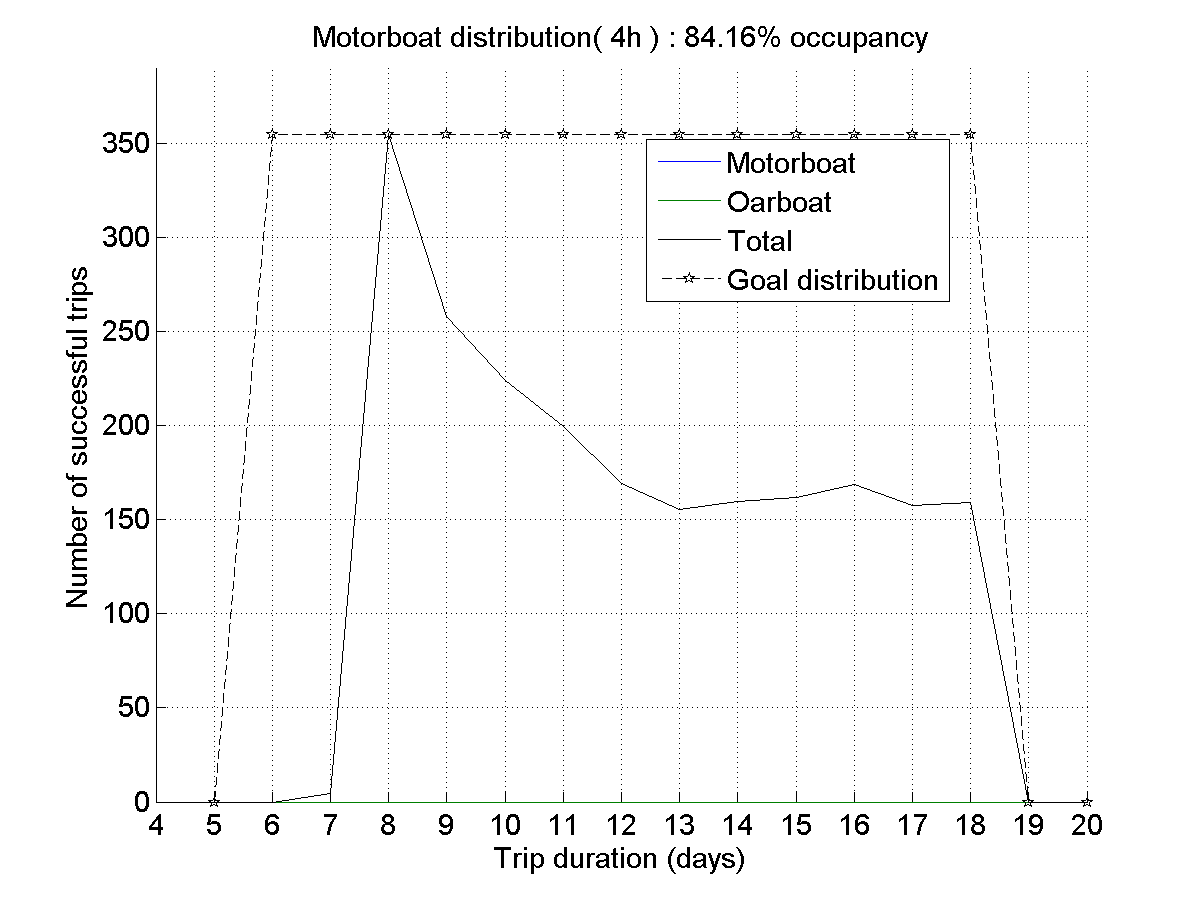 Motorboat distribution( 4h ) : 84.16% occupancy
Number of successful trips
350
300
250
200
150
100
50
0
Motorboat
Oarboat
Total
Goal distribution
4 5 6 7 8 9 10 11 12 13 14 15 16 17 18 19 20
Trip duration (days)